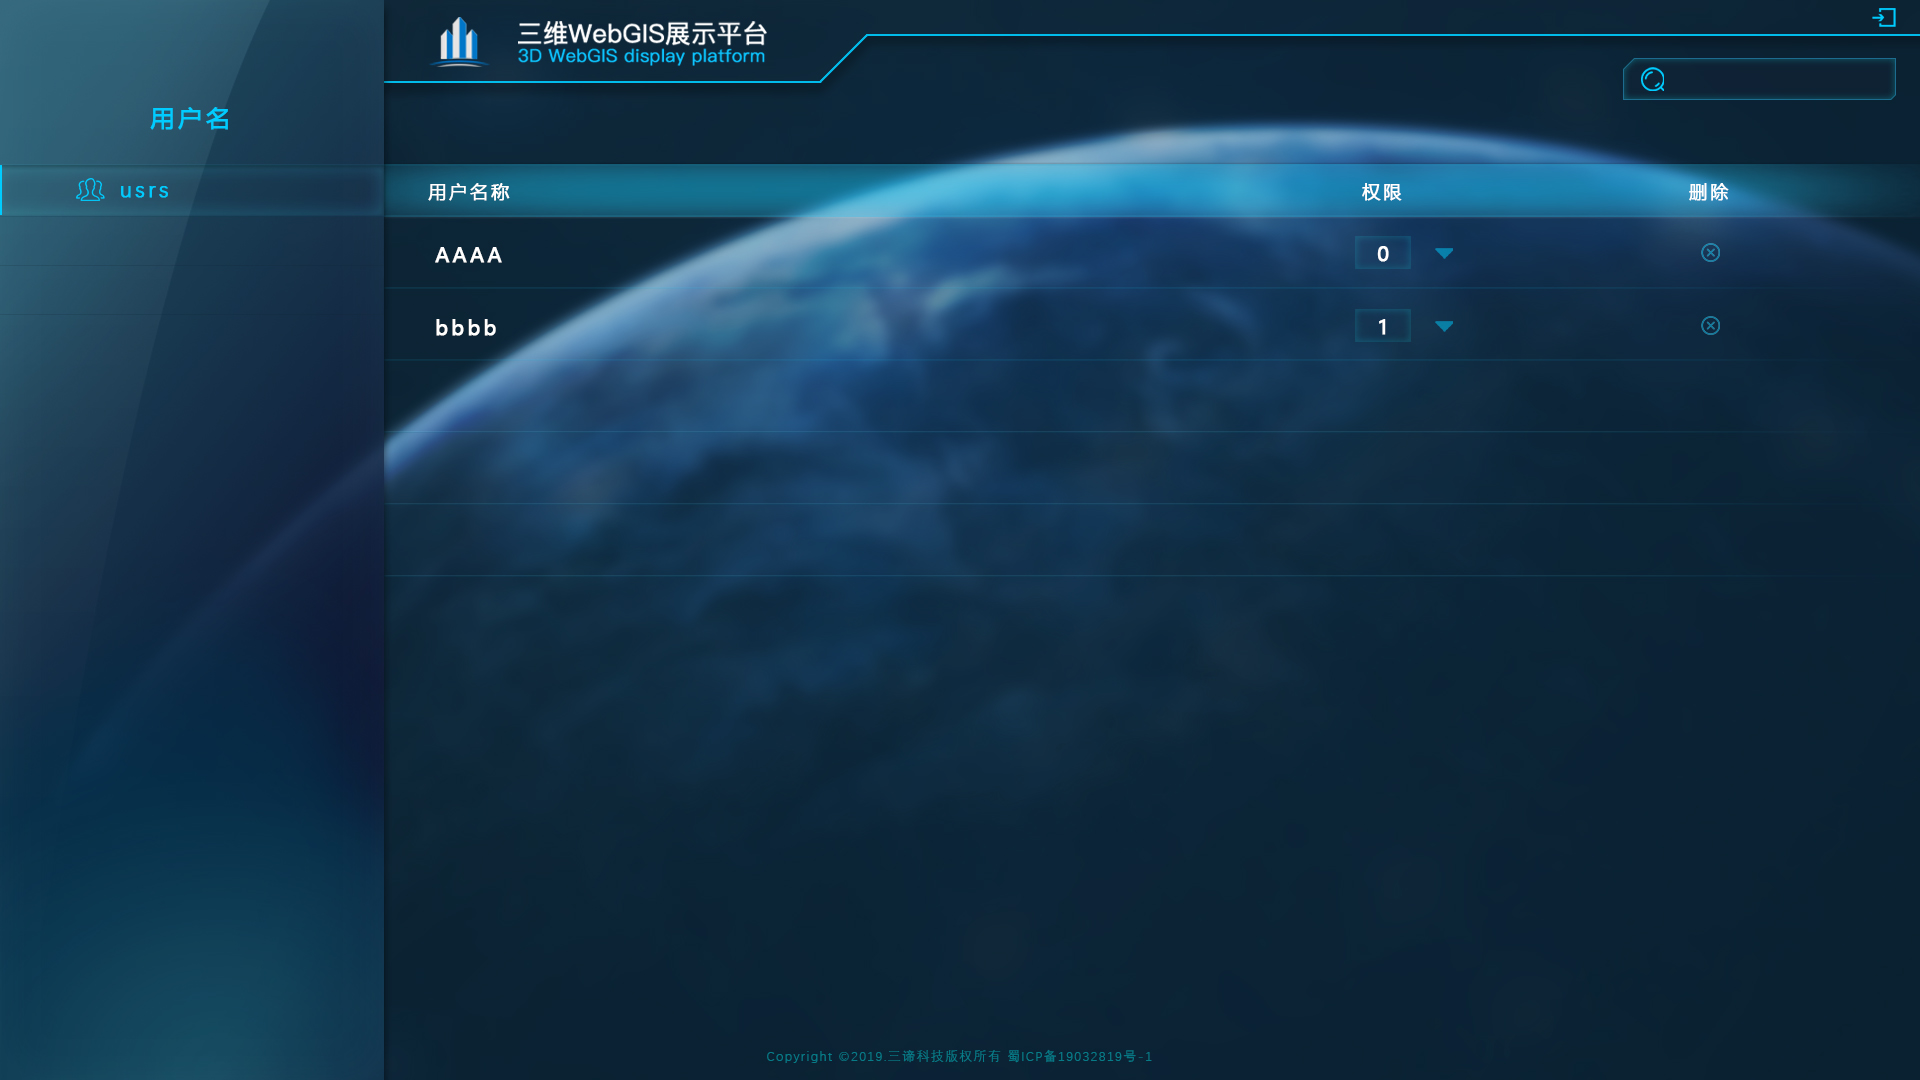 三维WebGIS展示平台
3D WebGIS display platform
用户名
usrs
用户名称 权限 删除
AAAA 0
bbbb 1
Copyright ©2019.三谛科技版权所有 蜀ICP备19032819号-1